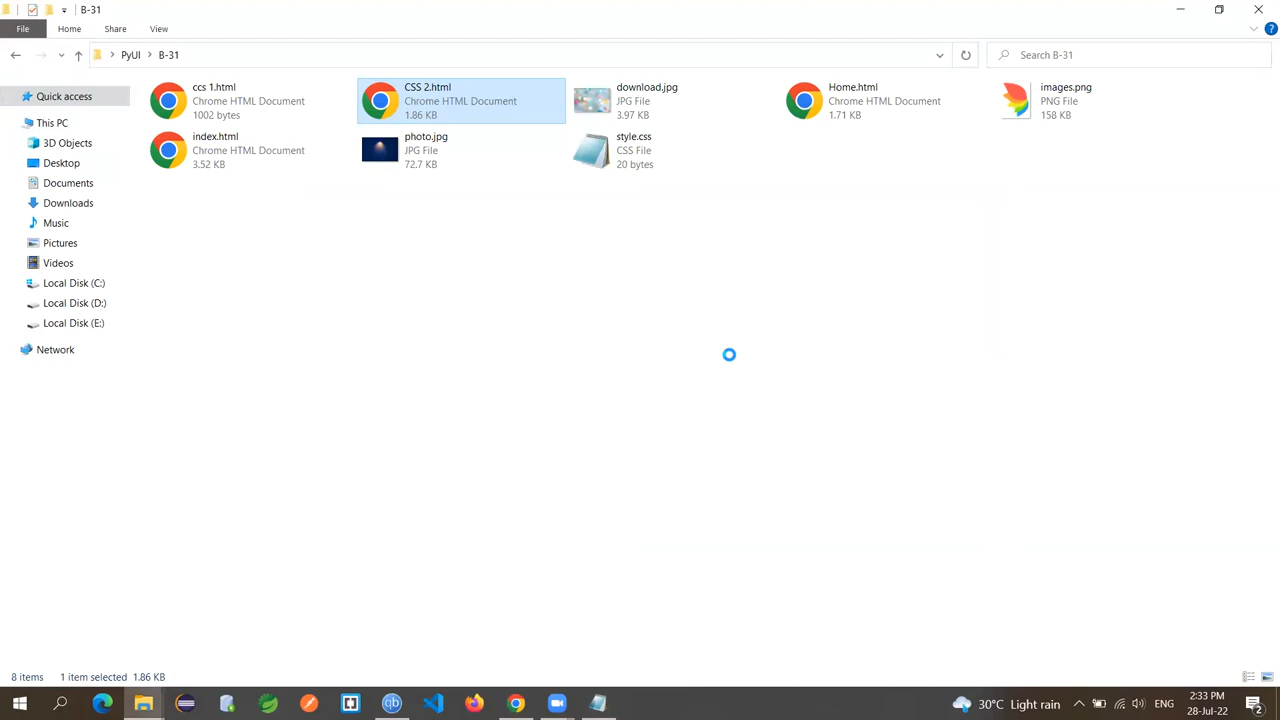 B-31
File
Home
Share
View
PyUI
B-31
Search B-31
Quick access
This PC
3D Objects
Desktop
Documents
Downloads
Music
Pictures
Videos
Local Disk (C:)
Local Disk (D:)
Local Disk (E:)
Network
ccs 1.html
Chrome HTML Document
1002 bytes
CSS 2.html
Chrome HTML Document
1.86 KB
download.jpg
JPG File
3.97 KB
Home.html
Chrome HTML Document
1.71 KB
images.png
PNG File
158 KB
index.html
Chrome HTML Document
3.52 KB
photo.jpg
JPG File
72.7 KB
style.css
CSS File
20 bytes
8 items
1 item selected 1.86 KB
qb
30°C Light rain
ENG
2:33 PM
28-Jul-22
2